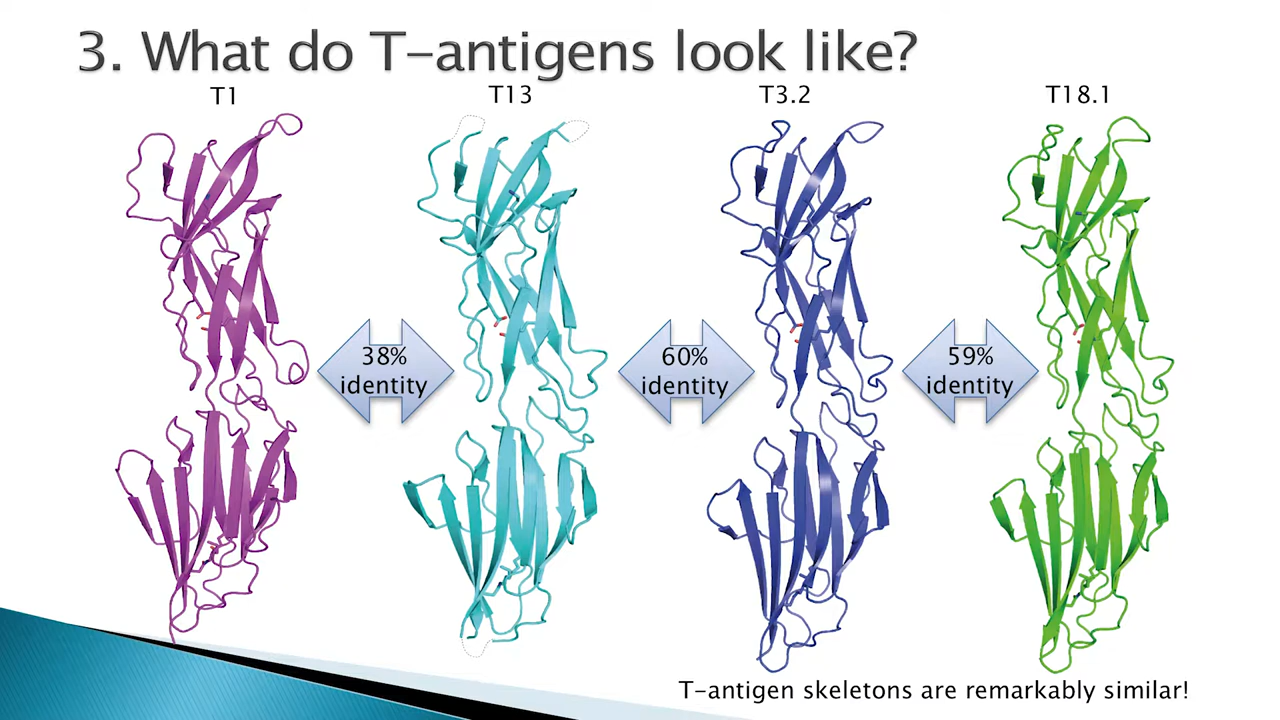 3. What do T-antigens look like?
T1
T13
T3.2
T18.1
38%
identity
60%
identity
59%
identity
T-antigen skeletons are remarkably similar!